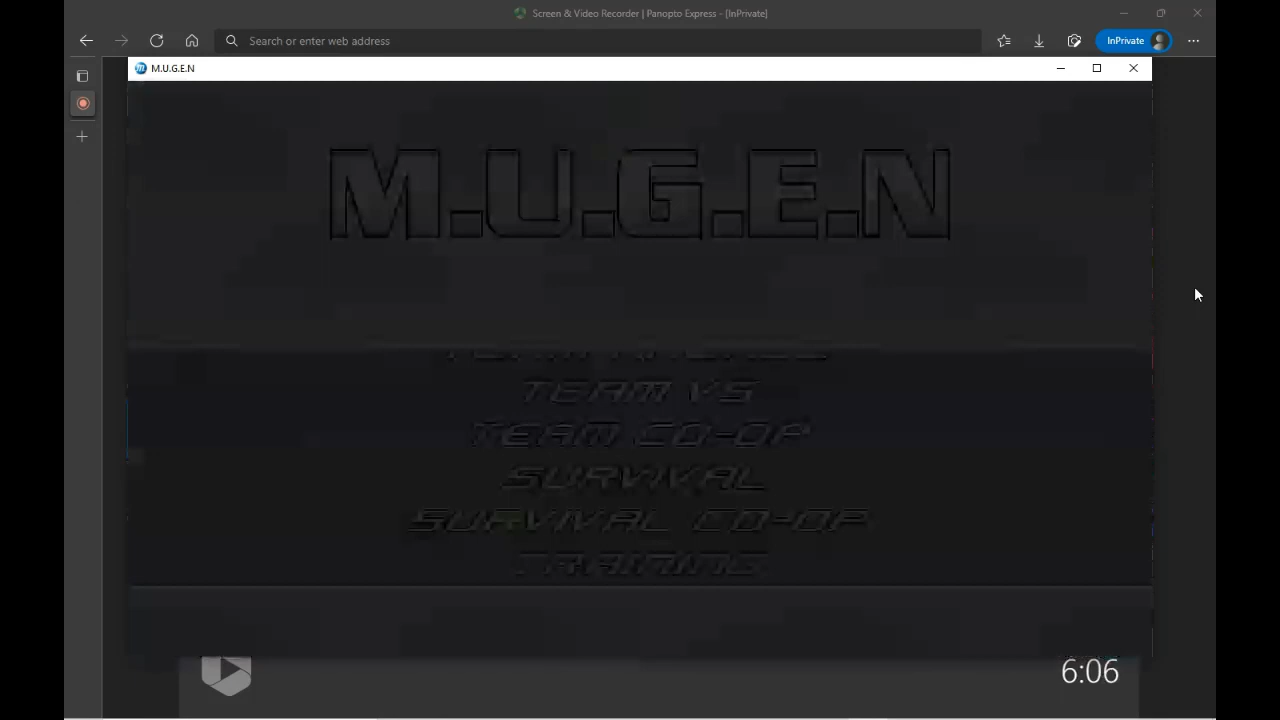 Screen & Video Recorder | Panopto Express - [InPrivate]
Search or enter web address
InPrivate
M.U.G.E.N
M.U.G.E.N
TEAM VS
TEAM CO-OP
SURVIVAL
SURVIVAL CO-OP
TRAINING
6:06